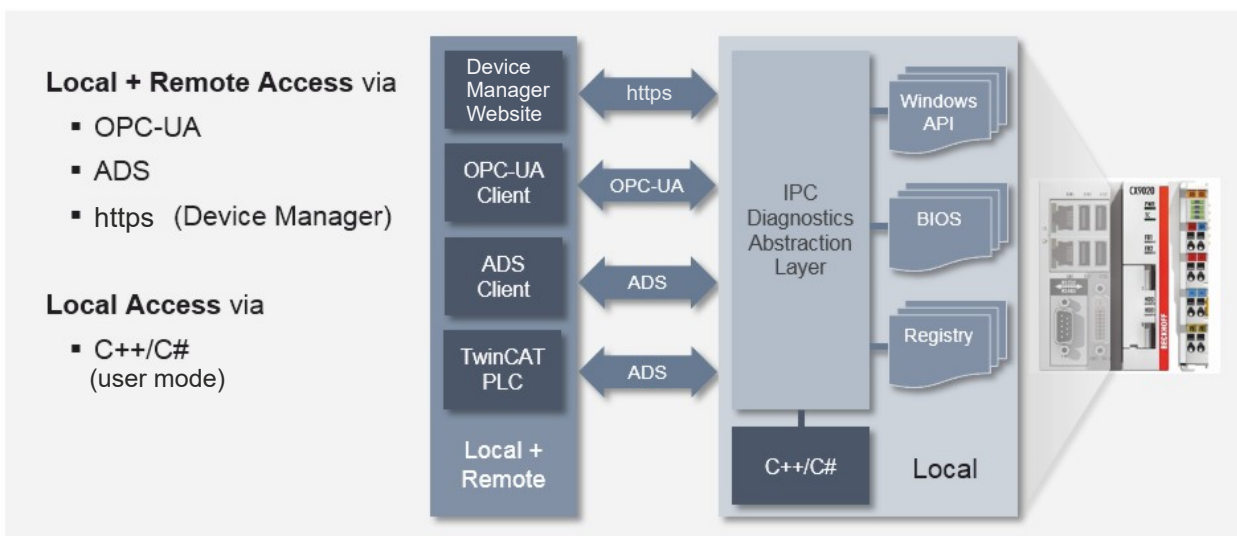 Local + Remote Access via
▪ OPC-UA
▪ ADS
▪ https (Device Manager)
Local Access via
▪ C++/C#
(user mode)
Device
Manager
Website
OPC-UA
Client
ADS
Client
TwinCAT
PLC
Local +
Remote
https
OPC-UA
ADS
ADS
IPC
Diagnostics
Abstraction
Layer
C++/C#
Windows
API
BIOS
Registry
Local
CX9020
BECKHOFF